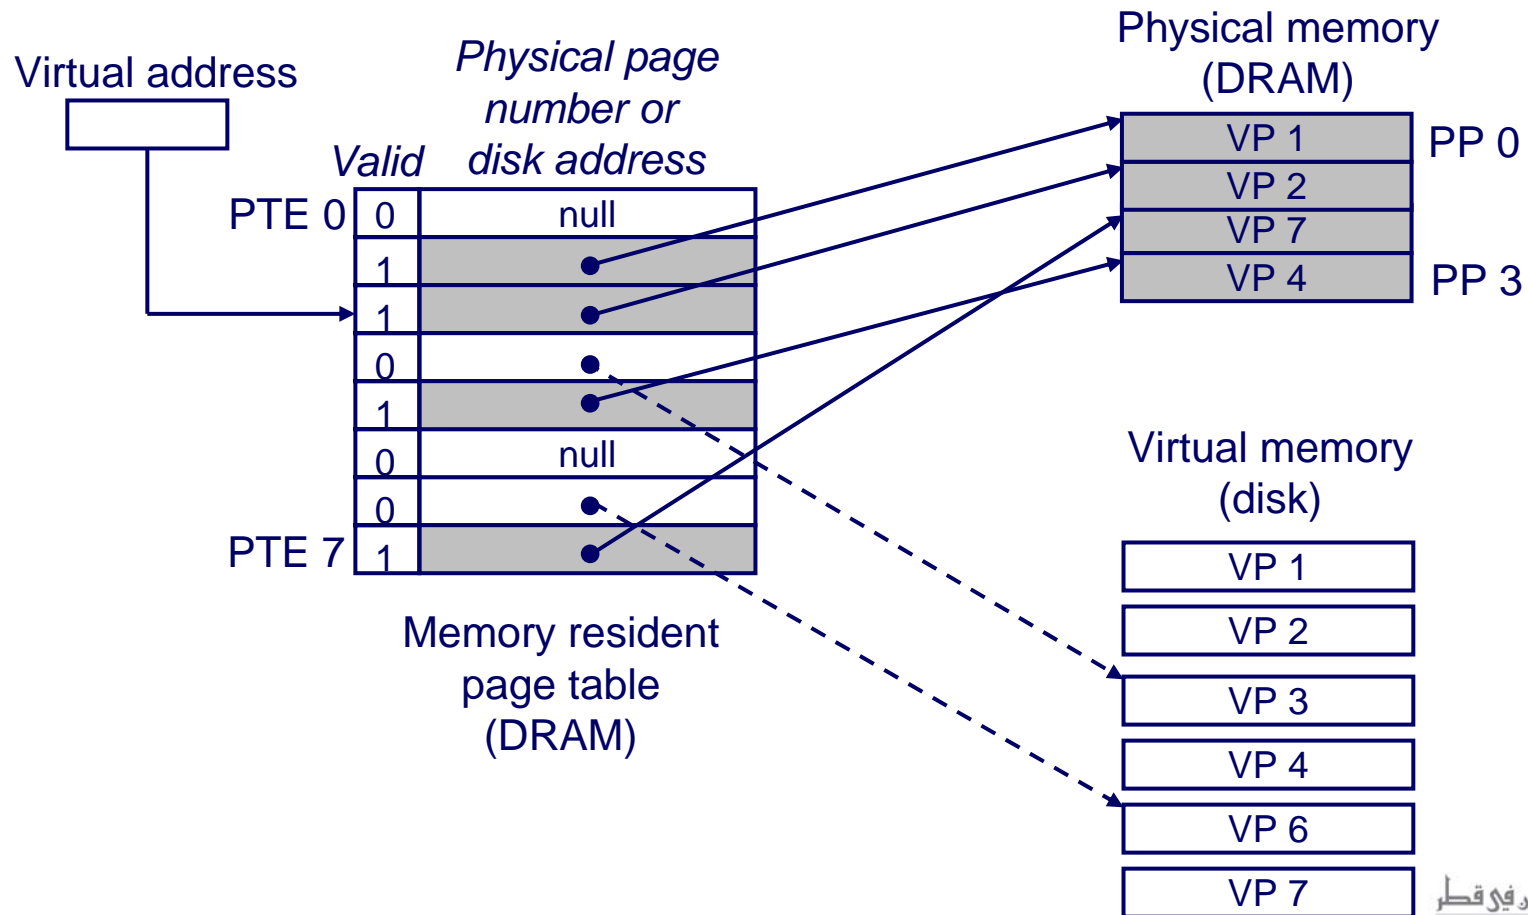 Virtual address
Physical page
number or
disk address
Valid
PTE 0
0 null
1
1
0
1
0 null
0
PTE 7
1
Memory resident
page table
(DRAM)
Physical memory
(DRAM)
VP 1
PP 0
VP 2
VP 7
VP 4
PP 3
Virtual memory
(disk)
VP 1
VP 2
VP 3
VP 4
VP 6
VP 7
في قطر